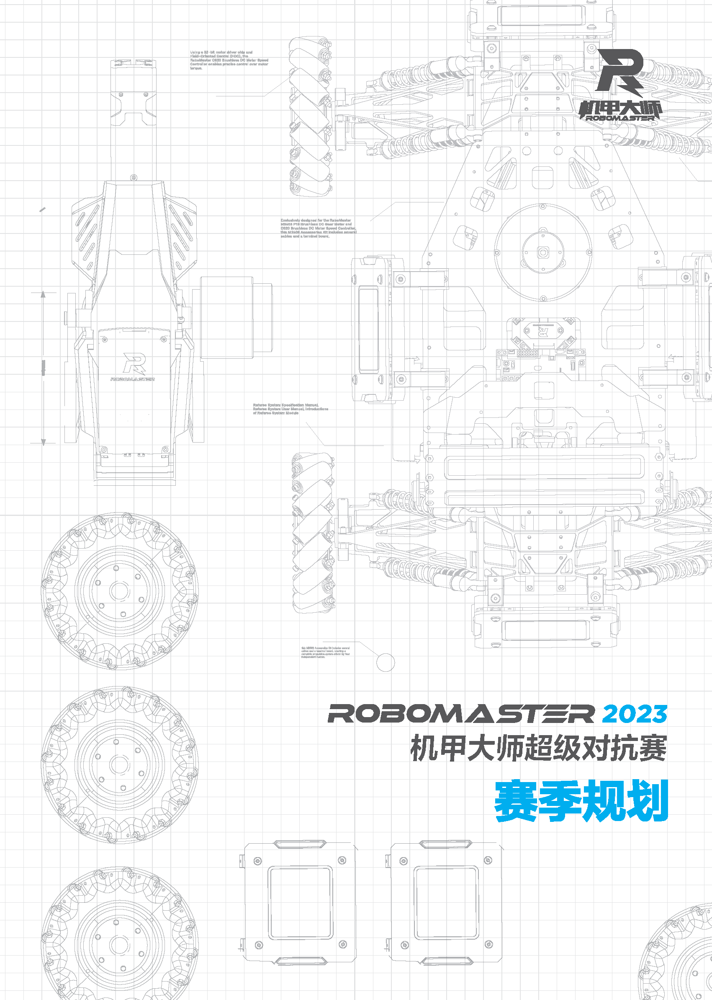 Using a 32-bit motor driver chip and
Field-Oriented Control (FOC), the
RoboMaster C620 Brushless DC Motor Speed
Controller enables precise control over motor
torque.
机甲大师
ROBOMASTER
Exclusively designed for the RoboMaster
M3508 P19 Brushless DC Gear Motor and
C620 Brushless DC Motor Speed Controller,
this M3508 Accessories Kit includes several
cables and a terminal board.
ROBOMASTER
Referee System Specification Manual,
Referee System User Manual, Introductions
of Referee System Module
this M3508 Accessories Kit includes several
cables and a terminal board, creating a
complete propulsion system driven by four
independent motors.
ROBOMASTER 2023
机甲大师超级对抗赛
赛季规划